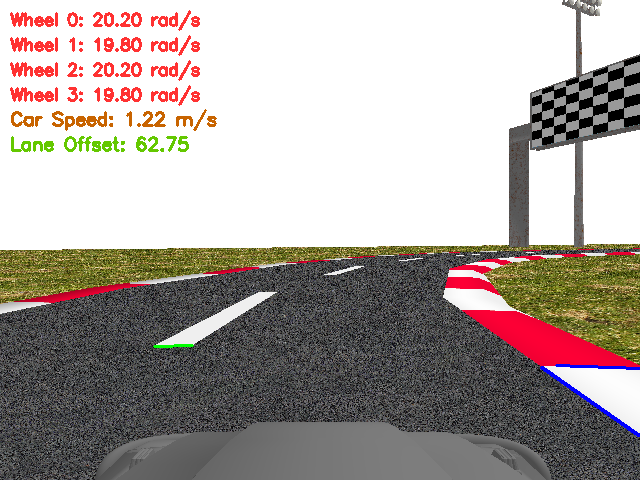 Wheel 0: 20.20 rad/s
Wheel 1: 19.80 rad/s
Wheel 2: 20.20 rad/s
Wheel 3: 19.80 rad/s
Car Speed: 1.22 m/s
Lane Offset: 62.75